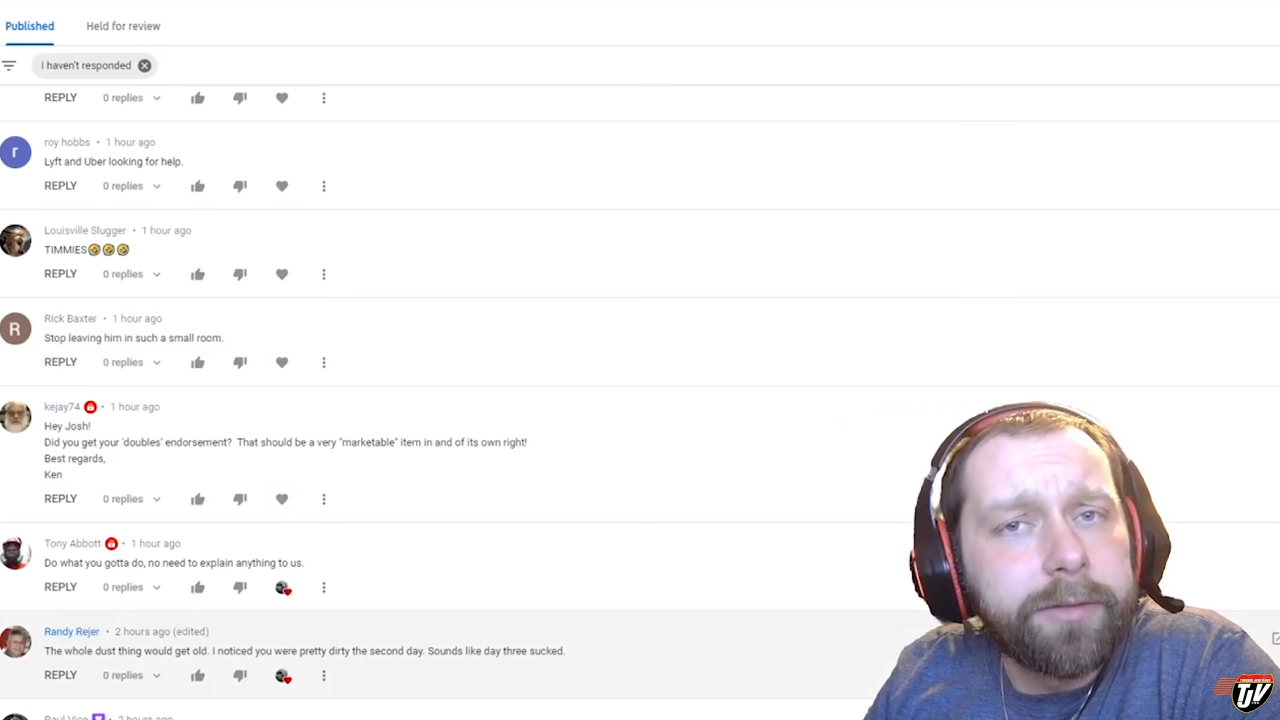 Published Held for review
I haven't responded
REPLY 0 replies
roy hobbs • 1 hour ago
Lyft and Uber looking for help.
REPLY 0 replies
Louisville Slugger • 1 hour ago
TIMMIES🤣🤣🤣
REPLY 0 replies
R
Rick Baxter • 1 hour ago
Stop leaving him in such a small room.
REPLY 0 replies
kejay74 • 1 hour ago
Hey Josh!
Did you get your 'doubles' endorsement? That should be a very "marketable" item in and of its own right!
Best regards,
Ken
REPLY 0 replies
Tony Abbott • 1 hour ago
Do what you gotta do, no need to explain anything to us.
REPLY 0 replies
Randy Rejer • 2 hours ago (edited)
The whole dust thing would get old. I noticed you were pretty dirty the second day. Sounds like day three sucked.
REPLY 0 replies
Paul Vice • 2 hours ago
TJV